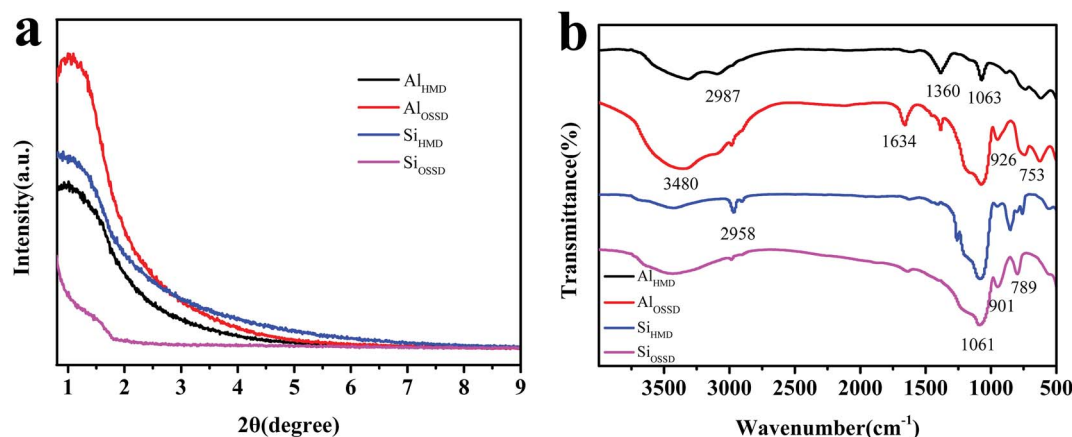 a
Intensity(a.u.)
Al_HMD
Al_OSSD
Si_HMD
Si_OSSD
1 2 3 4 5 6 7 8 9
2θ(degree)
b
Transmittance(%)
2987
1360
1063
1634
926
753
3480
2958
789
901
1061
Al_HMD
Al_OSSD
Si_HMD
Si_OSSD
3500 3000 2500 2000 1500 1000 500
Wavenumber(cm⁻¹)